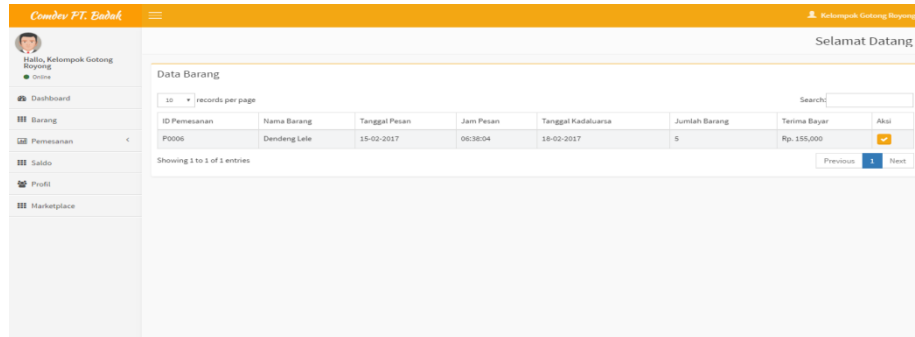 Comdev PT. Badak
Kelompok Gotong Royong
Hallo, Kelompok Gotong
Royong
Online
Selamat Datang
Dashboard
Barang
Pemesanan
Saldo
Profil
Marketplace
Data Barang
10 records per page
Search:
ID Pemesanan Nama Barang Tanggal Pesan Jam Pesan Tanggal Kadaluarsa Jumlah Barang Terima Bayar Aksi
P0006 Dendeng Lele 15-02-2017 06:38:04 18-02-2017 5 Rp. 155,000
Showing 1 to 1 of 1 entries
Previous 1 Next